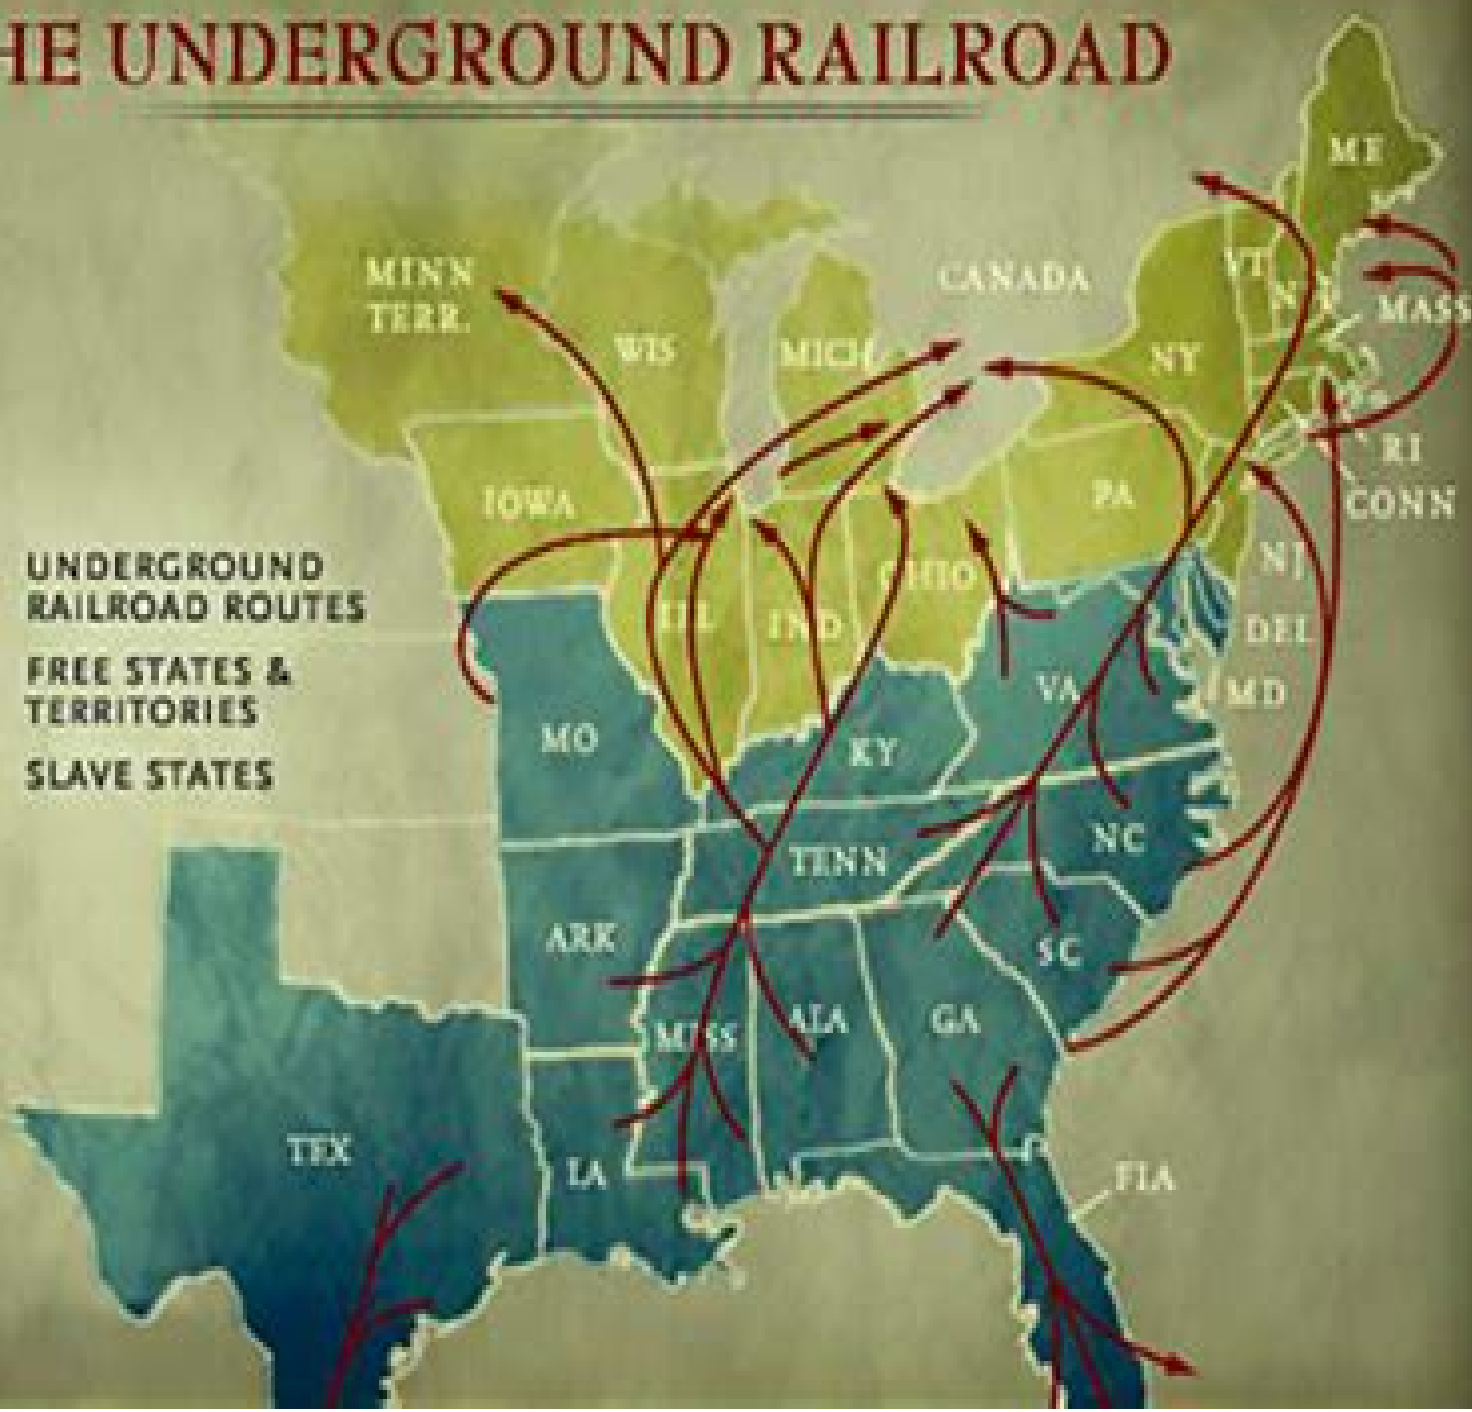 HE UNDERGROUND RAILROAD
ME
MINN
TERR.
CANADA
VT
MASS
WIS
MICH
NY
IOWA
PA
RI
CONN
UNDERGROUND
RAILROAD ROUTES
NJ
OHIO
ILL
IND
DEL
FREE STATES &
TERRITORIES
VA
MD
MO
KY
SLAVE STATES
TENN
NC
ARK
SC
MISS
ALA
GA
TEX
LA
FLA